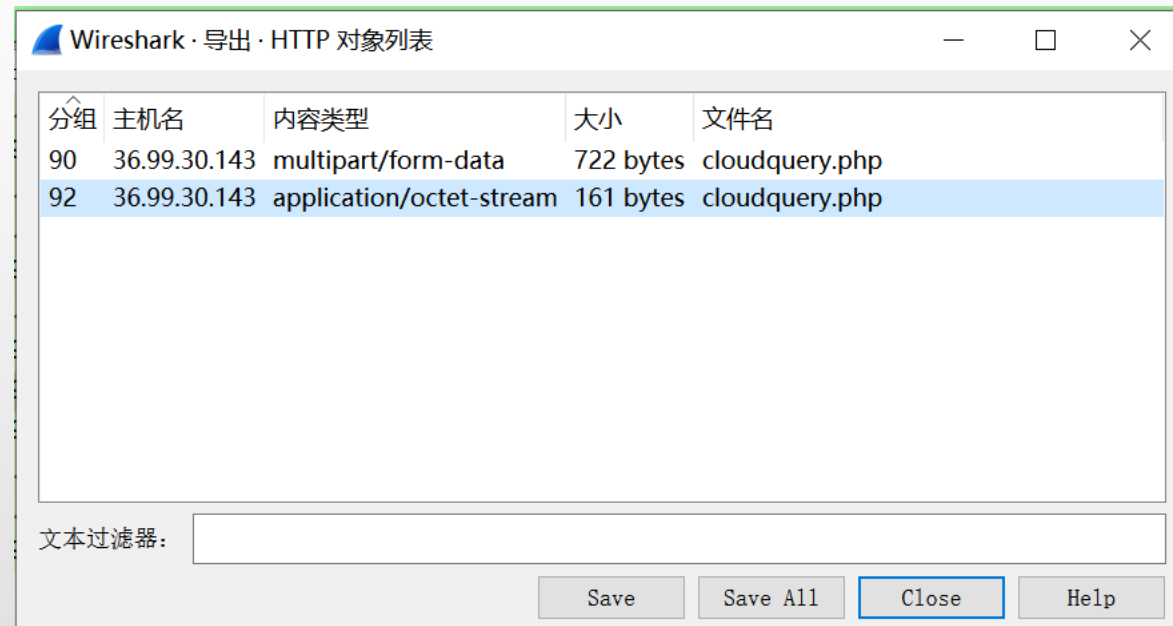 Wireshark · 导出 · HTTP 对象列表
分组 主机名 内容类型 大小 文件名
90 36.99.30.143 multipart/form-data 722 bytes cloudquery.php
92 36.99.30.143 application/octet-stream 161 bytes cloudquery.php
文本过滤器:
Save Save All Close Help